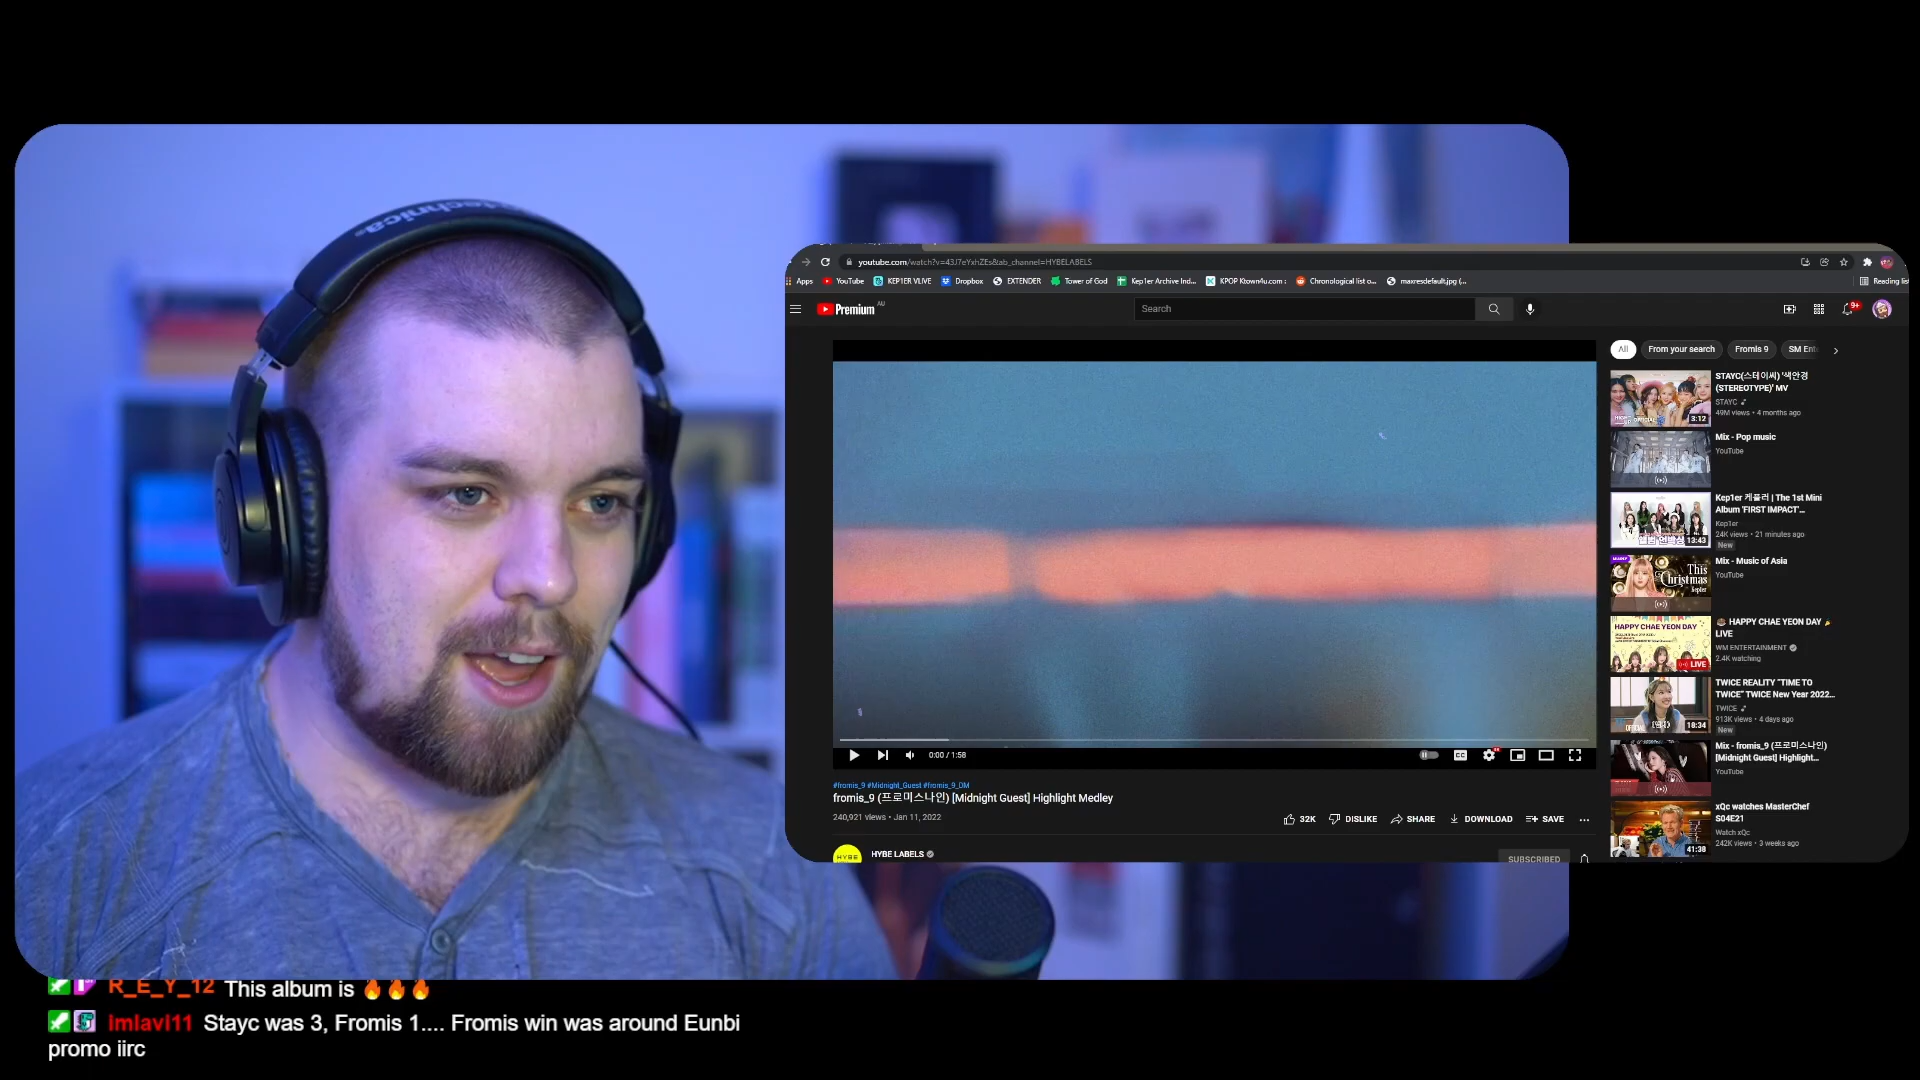 technica
youtube.com/watch?v=43J7eYxhZEs&ab_channel=HYBELABELS
Apps YouTube KEP1ER VLIVE Dropbox EXTENDER Tower of God Kep1er Archive Ind... KPOP Ktown4u.com : Chronological list o... maxresdefault.jpg (... Reading list
Premium AU
Search
9+
All From your search Fromis 9 SM Ent
STAYC(스테이씨) '색안경
(STEREOTYPE)' MV
STAYC
49M views • 4 months ago
3:12
Mix - Pop music
YouTube
Kep1er 케플러 | The 1st Mini
Album 'FIRST IMPACT'...
Kep1er
24K views • 21 minutes ago
New
13:43
Mix - Music of Asia
YouTube
This
Christmas
HAPPY CHAE YEON DAY
LIVE
WM ENTERTAINMENT
2.4K watching
HAPPY CHAE YEON DAY
LIVE
TWICE REALITY "TIME TO
TWICE" TWICE New Year 2022...
TWICE
913K views • 4 days ago
New
18:34
Mix - fromis_9 (프로미스나인)
[Midnight Guest] Highlight...
YouTube
xQc watches MasterChef
S04E21
Watch xQc
242K views • 3 weeks ago
41:38
0:00 / 1:58
CC
#fromis_9 #Midnight_Guest #fromis_9_DM
fromis_9 (프로미스나인) [Midnight Guest] Highlight Medley
240,921 views • Jan 11, 2022
32K DISLIKE SHARE DOWNLOAD SAVE ...
HYBE HYBE LABELS
SUBSCRIBED
R_E_Y_12 This album is 🔥🔥🔥
imlavi11 Stayc was 3, Fromis 1.... Fromis win was around Eunbi
promo iirc